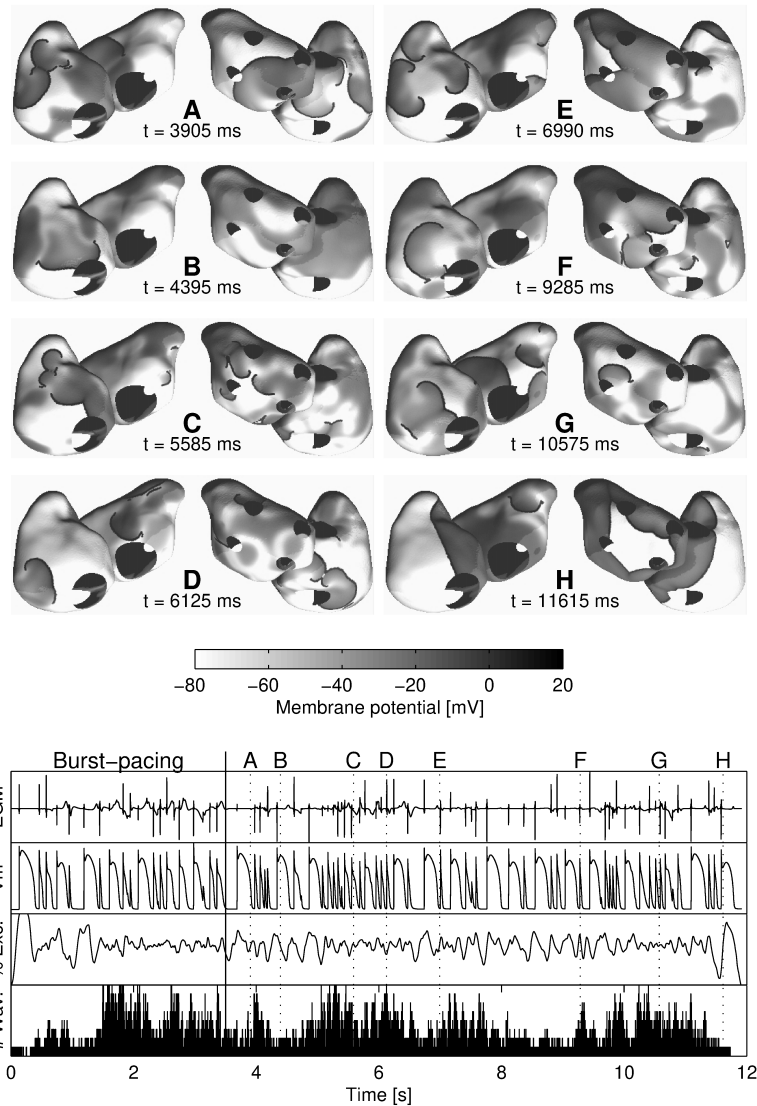 A
t = 3905 ms
E
t = 6990 ms
B
t = 4395 ms
F
t = 9285 ms
C
t = 5585 ms
G
t = 10575 ms
D
t = 6125 ms
H
t = 11615 ms
−80 −60 −40 −20 0 20
Membrane potential [mV]
Burst−pacing A B C D E F G H
0 2 4 6 8 10 12
Time [s]